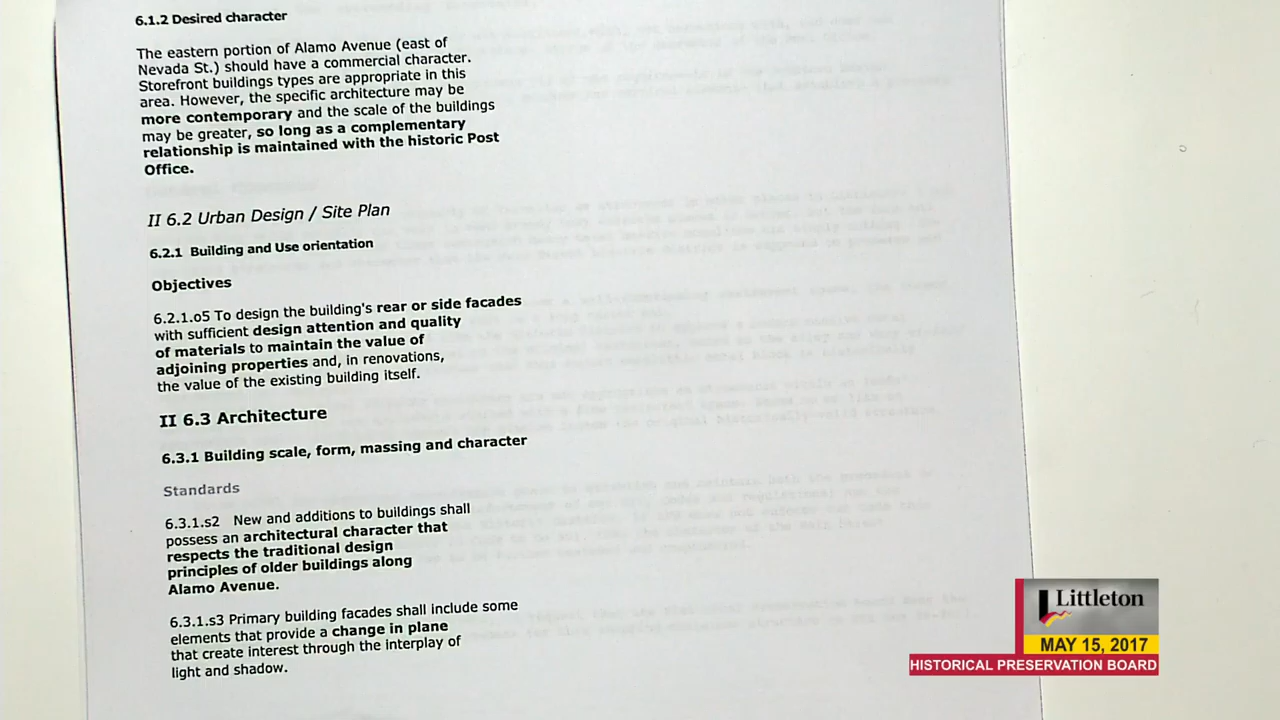 6.1.2 Desired character
The eastern portion of Alamo Avenue (east of
Nevada St.) should have a commercial character.
Storefront buildings types are appropriate in this
area. However, the specific architecture may be
more contemporary and the scale of the buildings
may be greater, so long as a complementary
relationship is maintained with the historic Post
Office.
II 6.2 Urban Design / Site Plan
6.2.1 Building and Use orientation
Objectives
6.2.1.o5 To design the building's rear or side facades
with sufficient design attention and quality
of materials to maintain the value of
adjoining properties and, in renovations,
the value of the existing building itself.
II 6.3 Architecture
6.3.1 Building scale, form, massing and character
Standards
6.3.1.s2 New and additions to buildings shall
possess an architectural character that
respects the traditional design
principles of older buildings along
Alamo Avenue.
6.3.1.s3 Primary building facades shall include some
elements that provide a change in plane
that create interest through the interplay of
light and shadow.
Littleton
MAY 15, 2017
HISTORICAL PRESERVATION BOARD